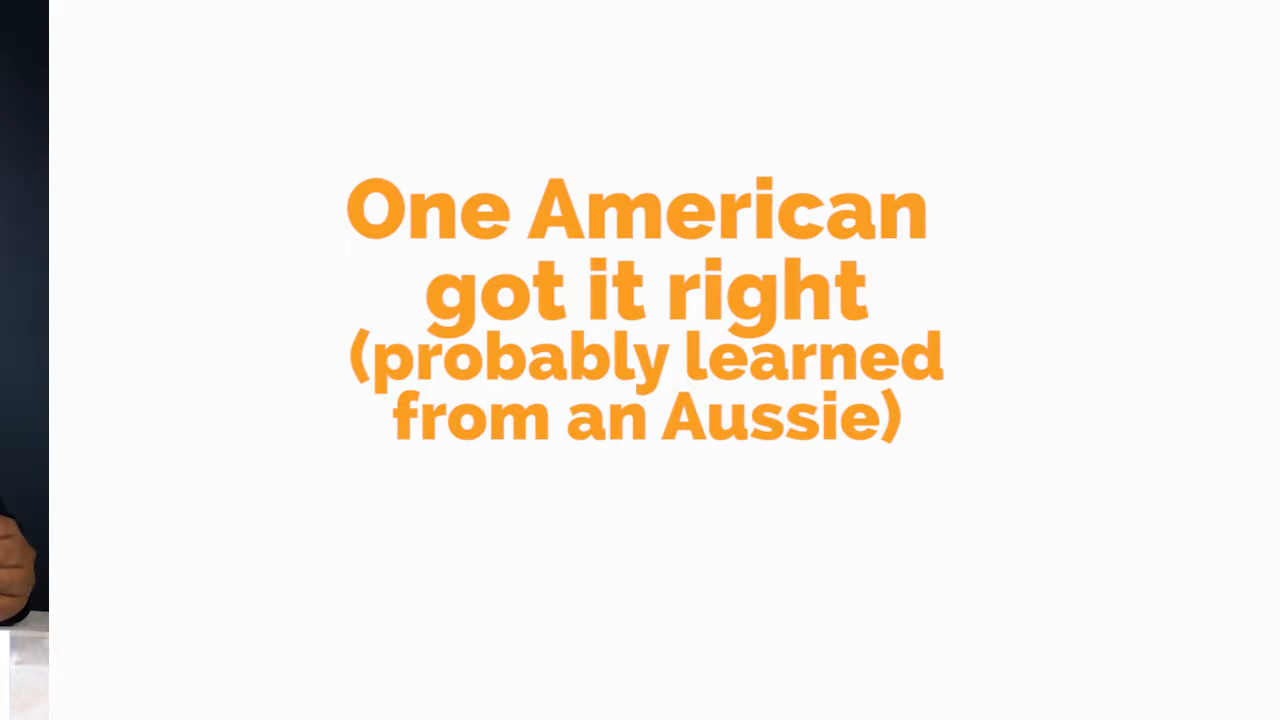 One American
got it right
(probably learned
from an Aussie)